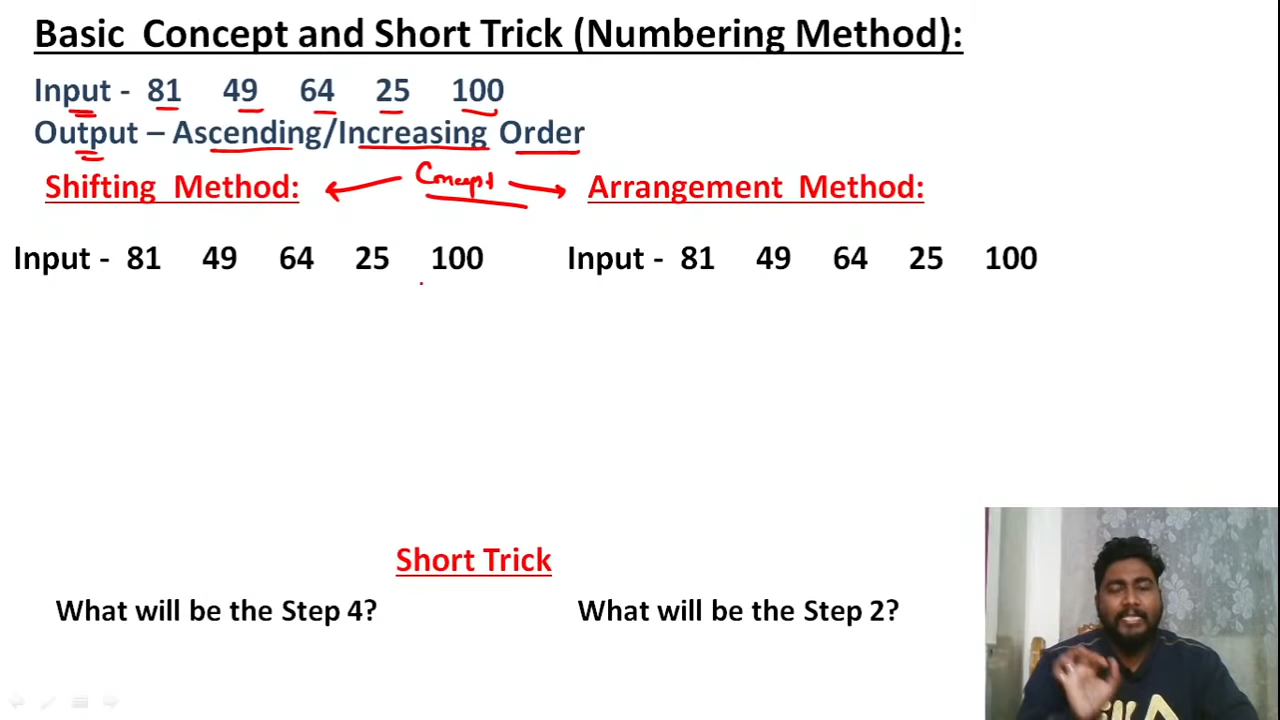 Basic Concept and Short Trick (Numbering Method):
Input - 81 49 64 25 100
Output – Ascending/Increasing Order
Shifting Method: Concept Arrangement Method:
Input - 81 49 64 25 100 Input - 81 49 64 25 100
Short Trick
What will be the Step 4? What will be the Step 2?